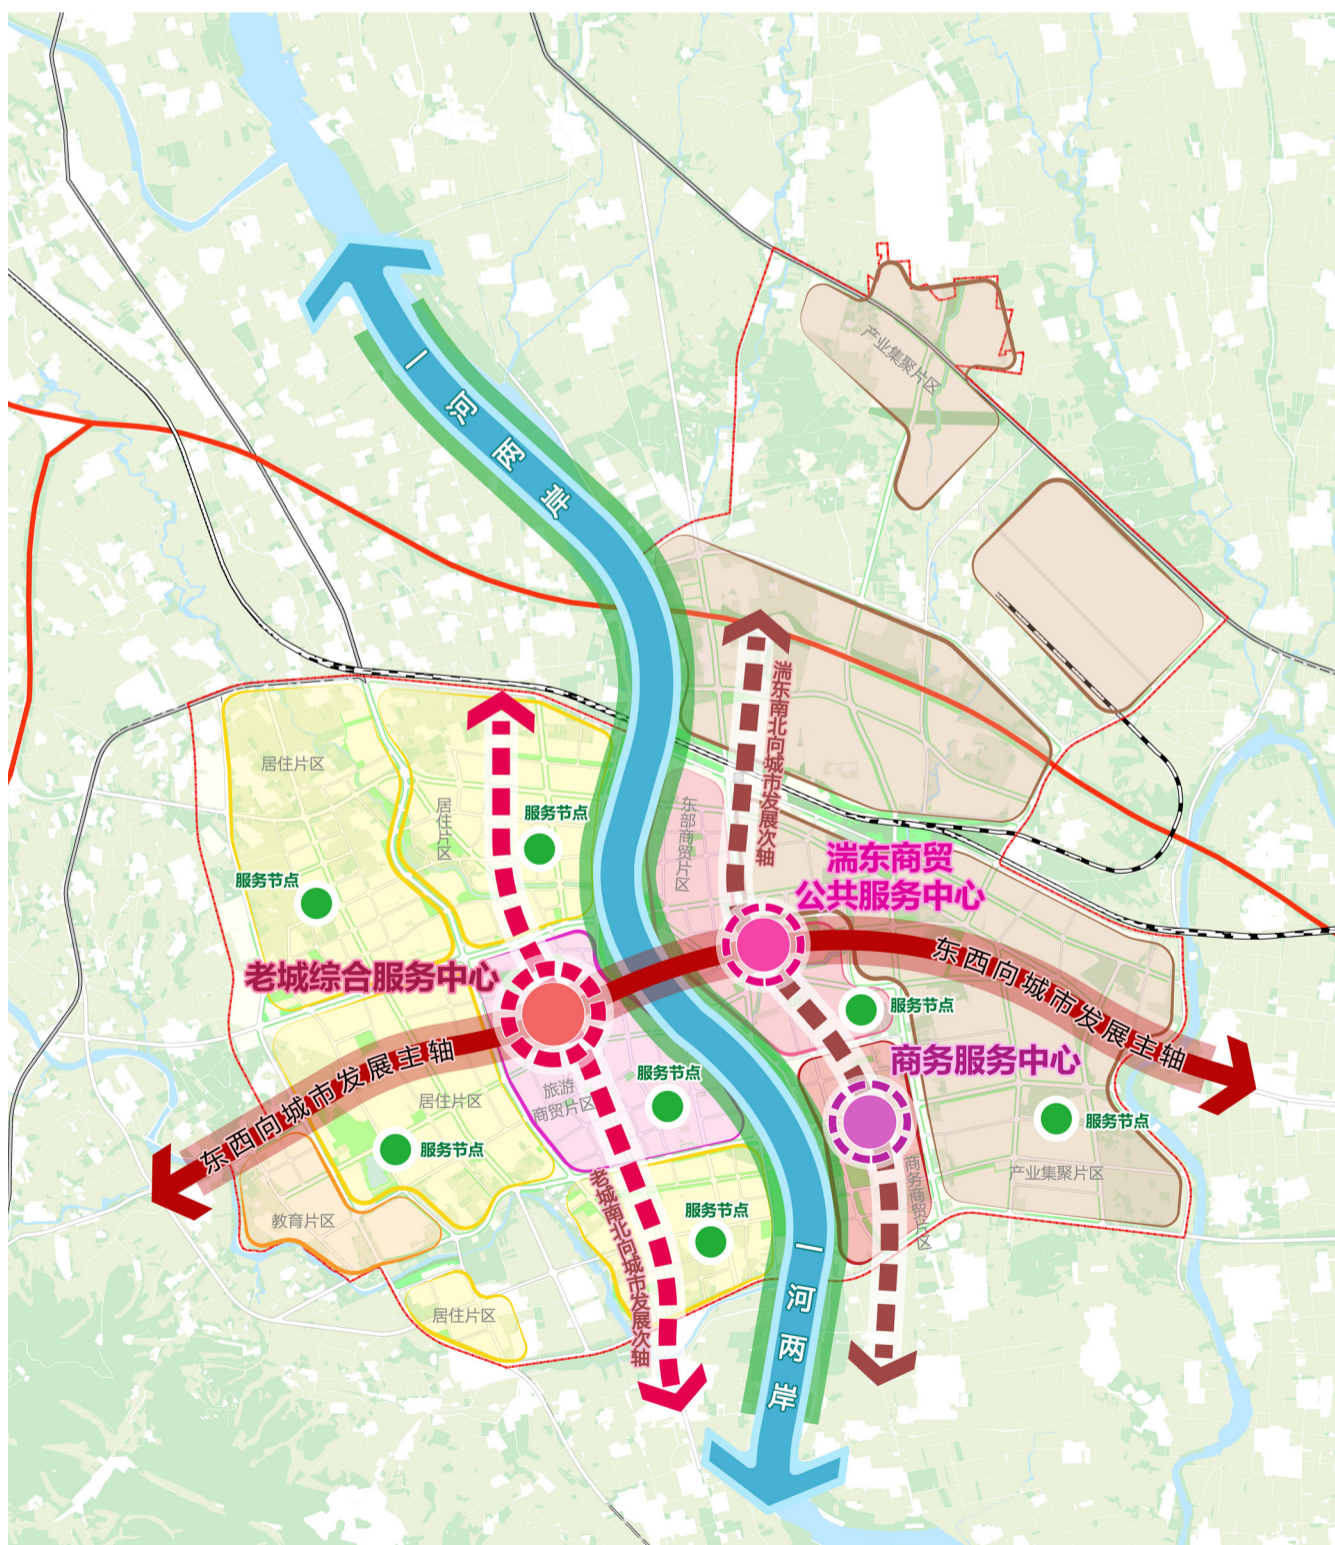 产业集聚片区
一河两岸
湍东南北向城市发展次轴
居住片区
居住片区
服务节点
东部商贸片区
湍东商贸
公共服务中心
服务节点
老城综合服务中心
东西向城市发展主轴
服务节点
商务服务中心
东西向城市发展主轴
旅游
商贸片区
服务节点
居住片区
服务节点
服务节点
产业集聚片区
商务商贸片区
教育片区
老城南北向城市发展次轴
服务节点
居住片区
一河两岸